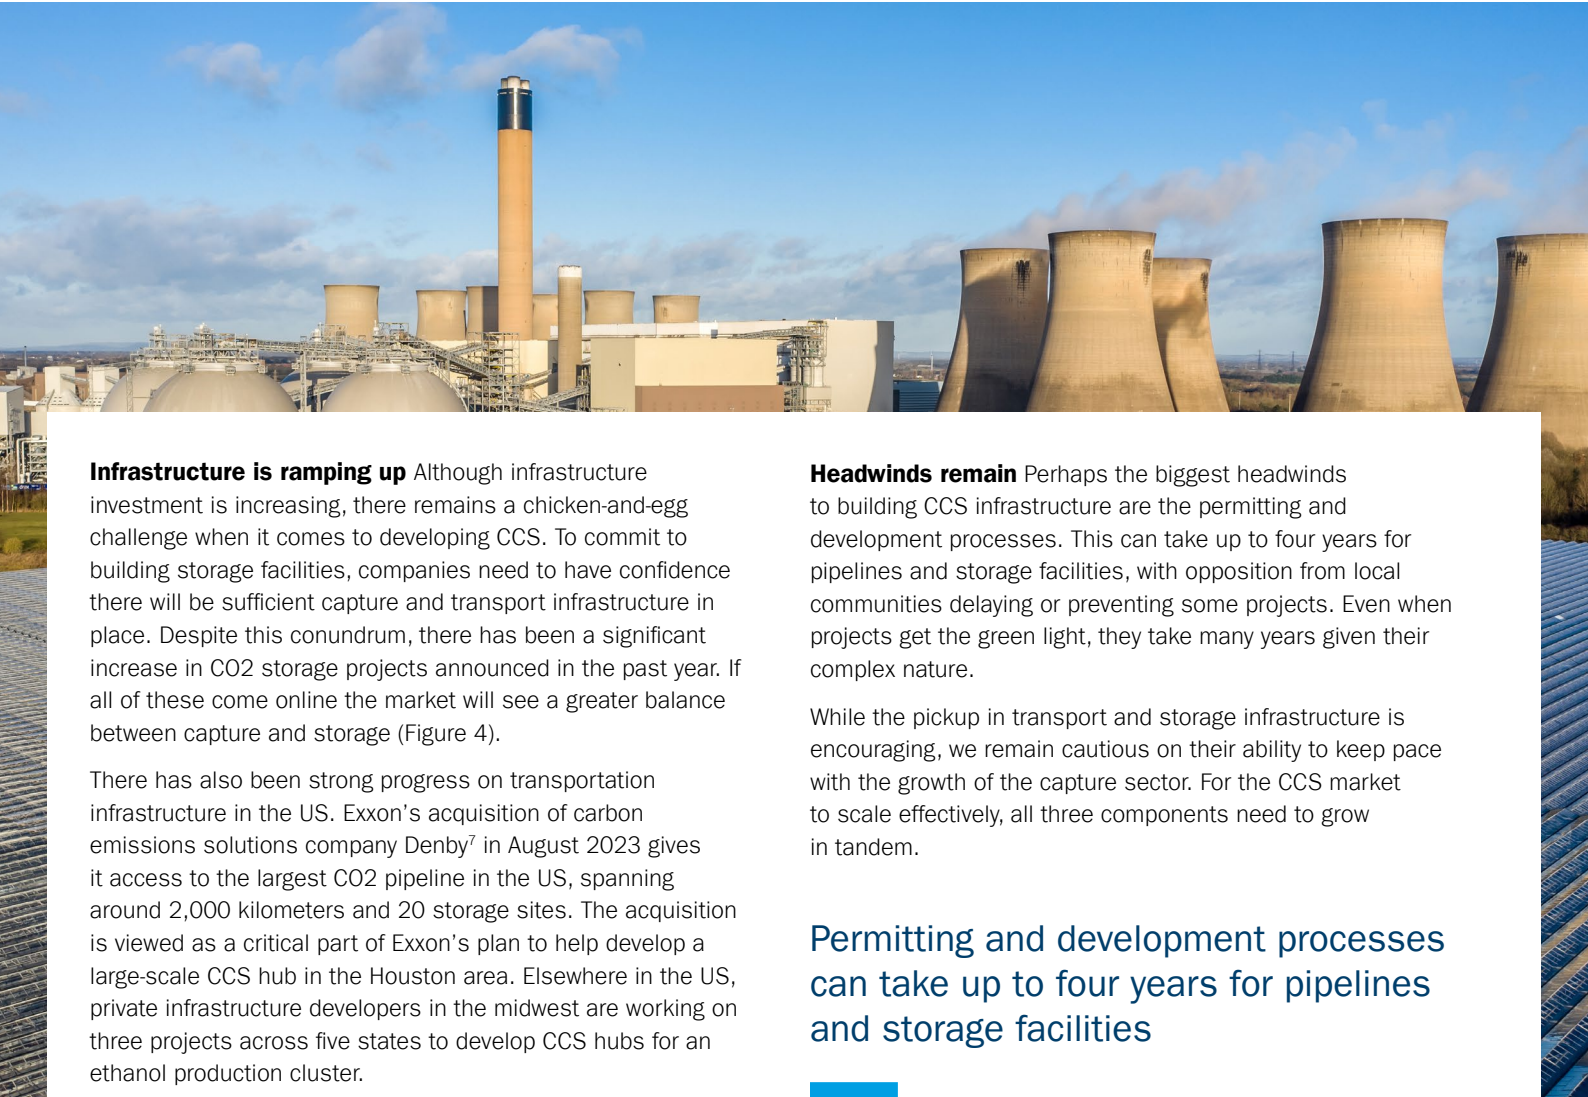 Infrastructure is ramping up Although infrastructure
investment is increasing, there remains a chicken-and-egg
challenge when it comes to developing CCS. To commit to
building storage facilities, companies need to have confidence
there will be sufficient capture and transport infrastructure in
place. Despite this conundrum, there has been a significant
increase in CO2 storage projects announced in the past year. If
all of these come online the market will see a greater balance
between capture and storage (Figure 4).
There has also been strong progress on transportation
infrastructure in the US. Exxon’s acquisition of carbon
emissions solutions company Denby7 in August 2023 gives
it access to the largest CO2 pipeline in the US, spanning
around 2,000 kilometers and 20 storage sites. The acquisition
is viewed as a critical part of Exxon’s plan to help develop a
large-scale CCS hub in the Houston area. Elsewhere in the US,
private infrastructure developers in the midwest are working on
three projects across five states to develop CCS hubs for an
ethanol production cluster.
Headwinds remain Perhaps the biggest headwinds
to building CCS infrastructure are the permitting and
development processes. This can take up to four years for
pipelines and storage facilities, with opposition from local
communities delaying or preventing some projects. Even when
projects get the green light, they take many years given their
complex nature.
While the pickup in transport and storage infrastructure is
encouraging, we remain cautious on their ability to keep pace
with the growth of the capture sector. For the CCS market
to scale effectively, all three components need to grow
in tandem.
Permitting and development processes
can take up to four years for pipelines
and storage facilities